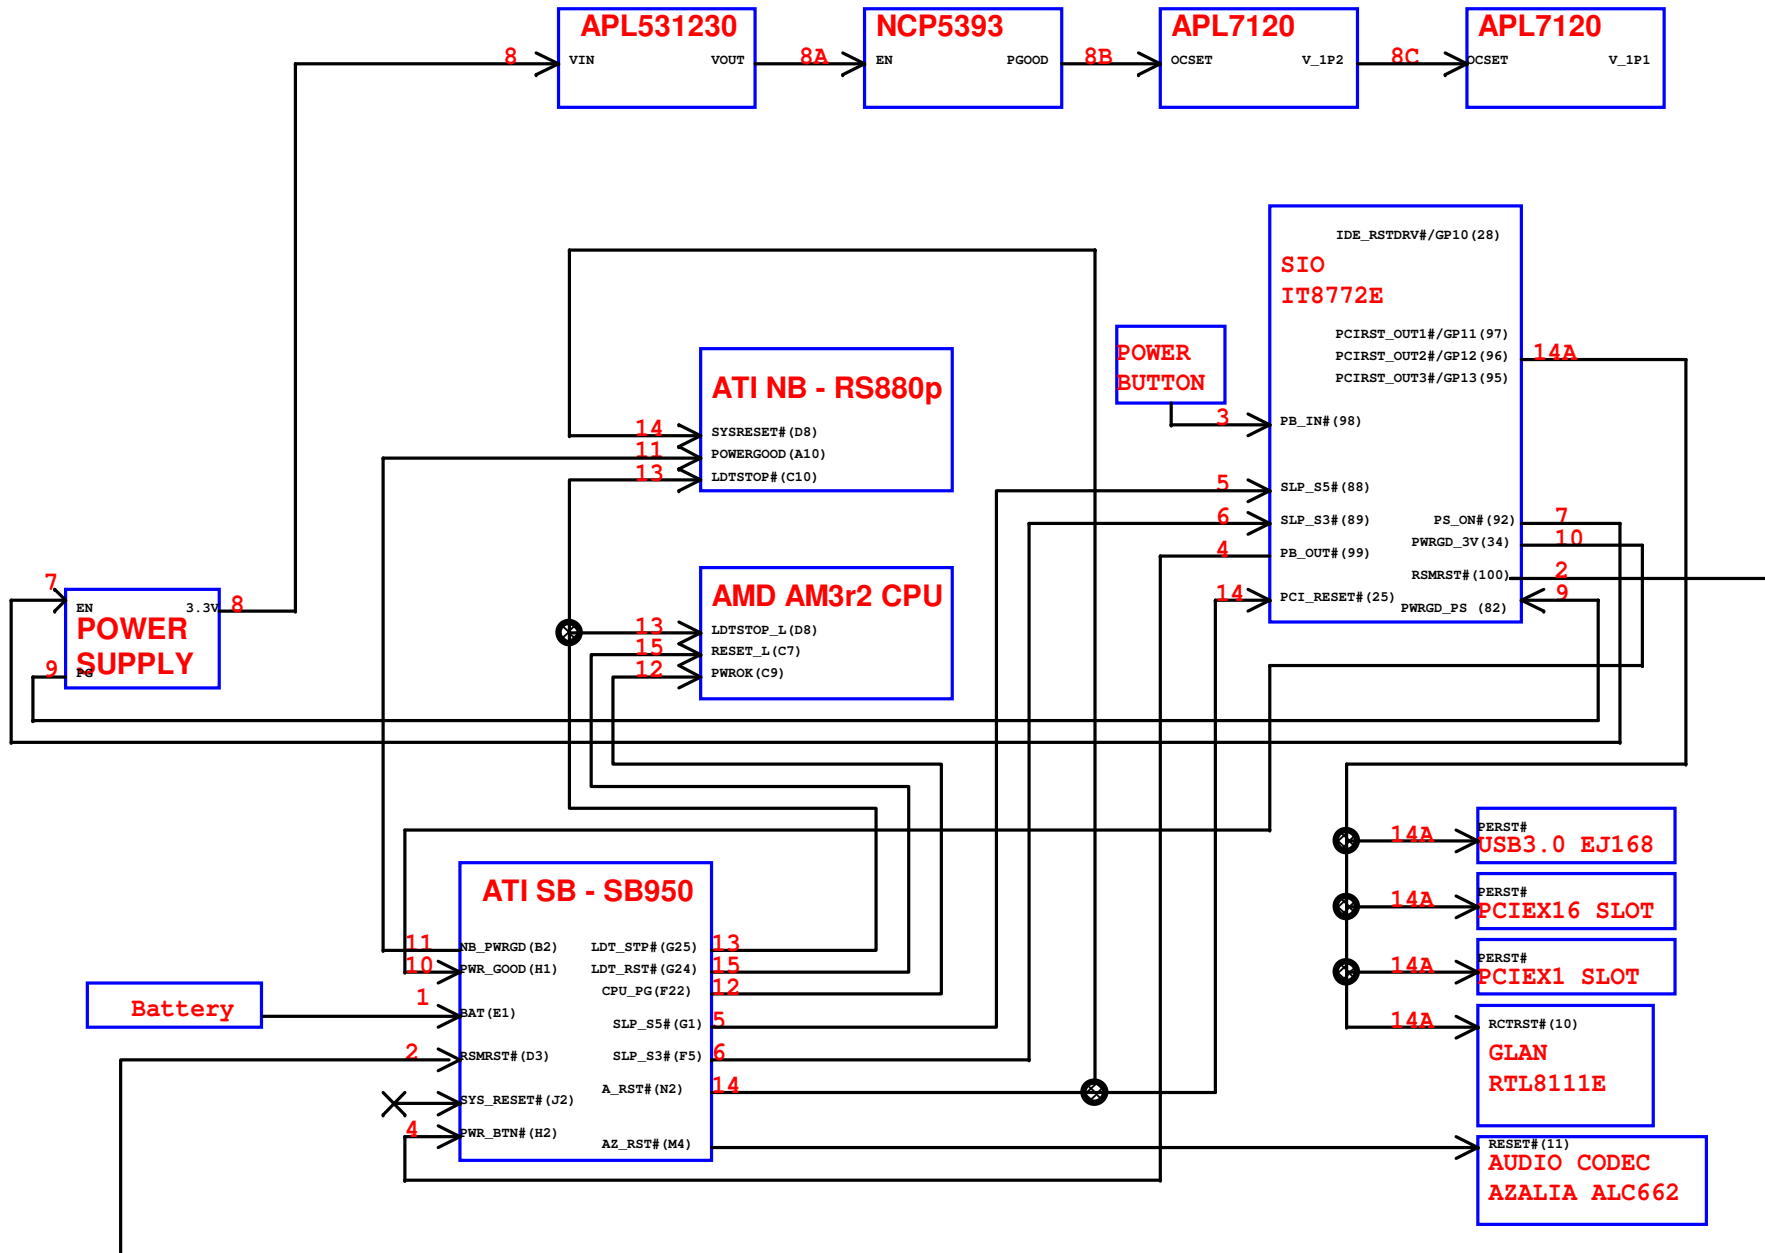 APL531230
NCP5393
APL7120
APL7120
8
VIN
VOUT
8A
EN
PGOOD
8B
OCSET
V_1P2
8C
OCSET
V_1P1
IDE_RSTDRV#/GP10(28)
SIO
IT8772E
PCIRST_OUT1#/GP11(97)
PCIRST_OUT2#/GP12(96)
14A
PCIRST_OUT3#/GP13(95)
POWER
BUTTON
3
PB_IN#(98)
5
SLP_S5#(88)
6
SLP_S3#(89)
PS_ON#(92)
7
PWRGD_3V(34)
10
4
PB_OUT#(99)
RSMRST#(100)
2
14
PCI_RESET#(25)
PWRGD_PS (82)
9
ATI NB - RS880p
14
SYSRESET#(D8)
11
POWERGOOD(A10)
13
LDTSTOP#(C10)
AMD AM3r2 CPU
13
LDTSTOP_L(D8)
15
RESET_L(C7)
12
PWROK(C9)
7
EN
3.3V
8
POWER
SUPPLY
9
PG
ATI SB - SB950
11
NB_PWRGD(B2)
LDT_STP#(G25)
13
10
PWR_GOOD(H1)
LDT_RST#(G24)
15
CPU_PG(F22)
12
Battery
1
BAT(E1)
SLP_S5#(G1)
5
2
RSMRST#(D3)
SLP_S3#(F5)
6
A_RST#(N2)
14
SYS_RESET#(J2)
4
PWR_BTN#(H2)
AZ_RST#(M4)
14A
PERST#
USB3.0 EJ168
14A
PERST#
PCIEX16 SLOT
14A
PERST#
PCIEX1 SLOT
14A
RCTRST#(10)
GLAN
RTL8111E
RESET#(11)
AUDIO CODEC
AZALIA ALC662